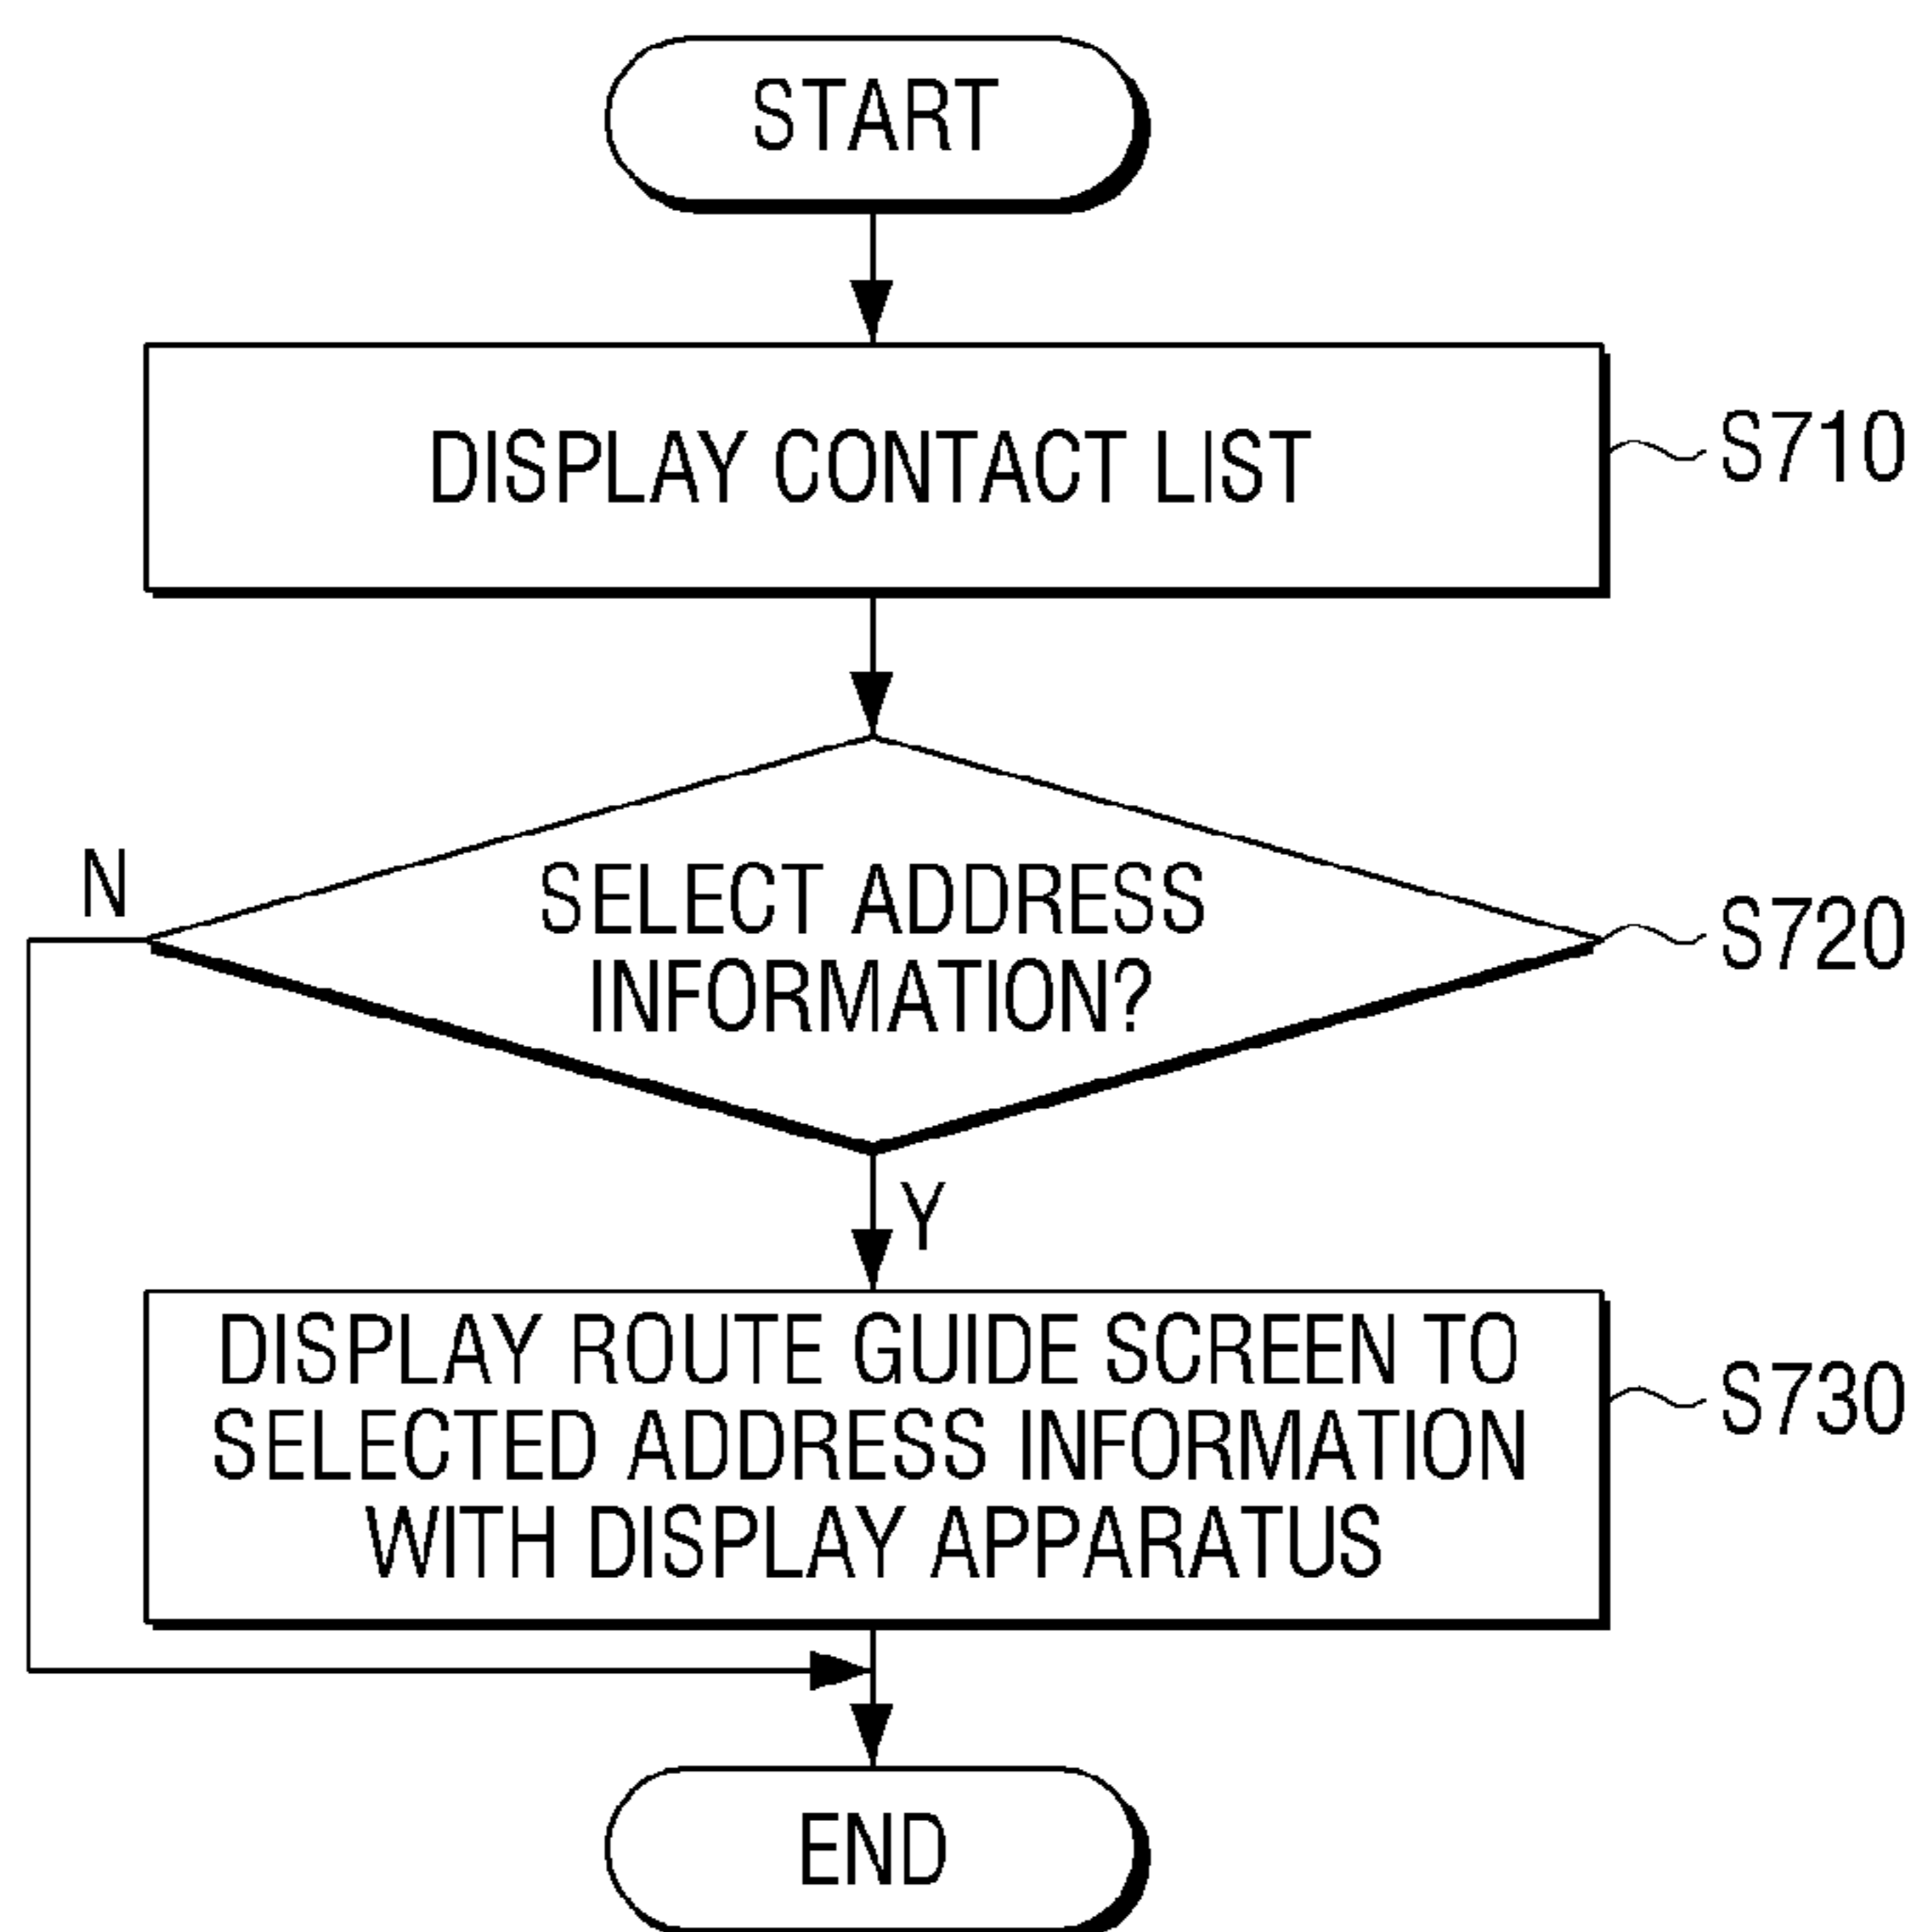 START
DISPLAY CONTACT LIST
S710
N
SELECT ADDRESS
INFORMATION?
S720
Y
DISPLAY ROUTE GUIDE SCREEN TO
SELECTED ADDRESS INFORMATION
WITH DISPLAY APPARATUS
S730
END